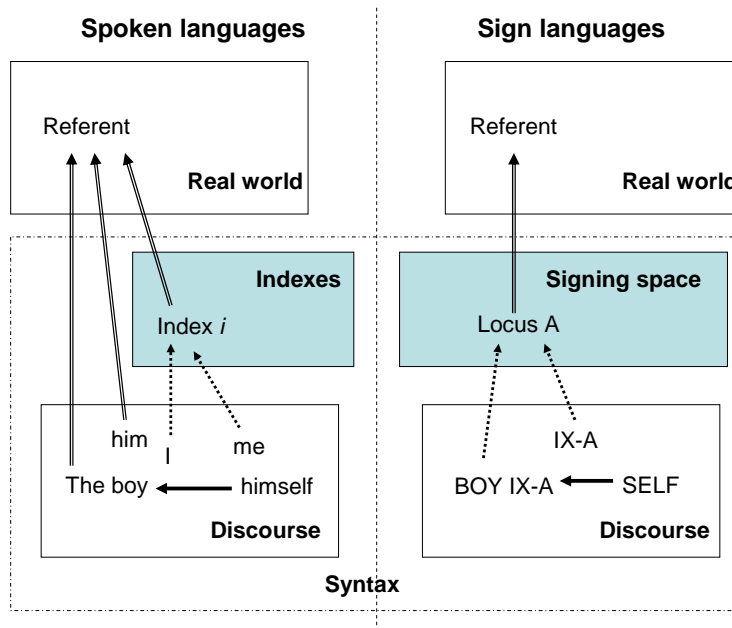 Spoken languages
Sign languages
Referent
Real world
Referent
Real world
Indexes
Index i
Signing space
Locus A
him
I
me
The boy
himself
Discourse
IX-A
BOY IX-A
SELF
Discourse
Syntax